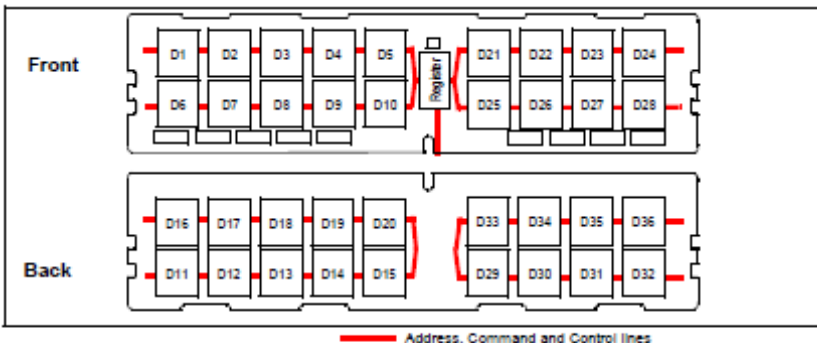 Front
D1 D2 D3 D4 D5 Register D21 D22 D23 D24
D6 D7 D8 D9 D10 D25 D26 D27 D28
Back
D16 D17 D18 D19 D20 D33 D34 D35 D36
D11 D12 D13 D14 D15 D29 D30 D31 D32
Address, Command and Control lines